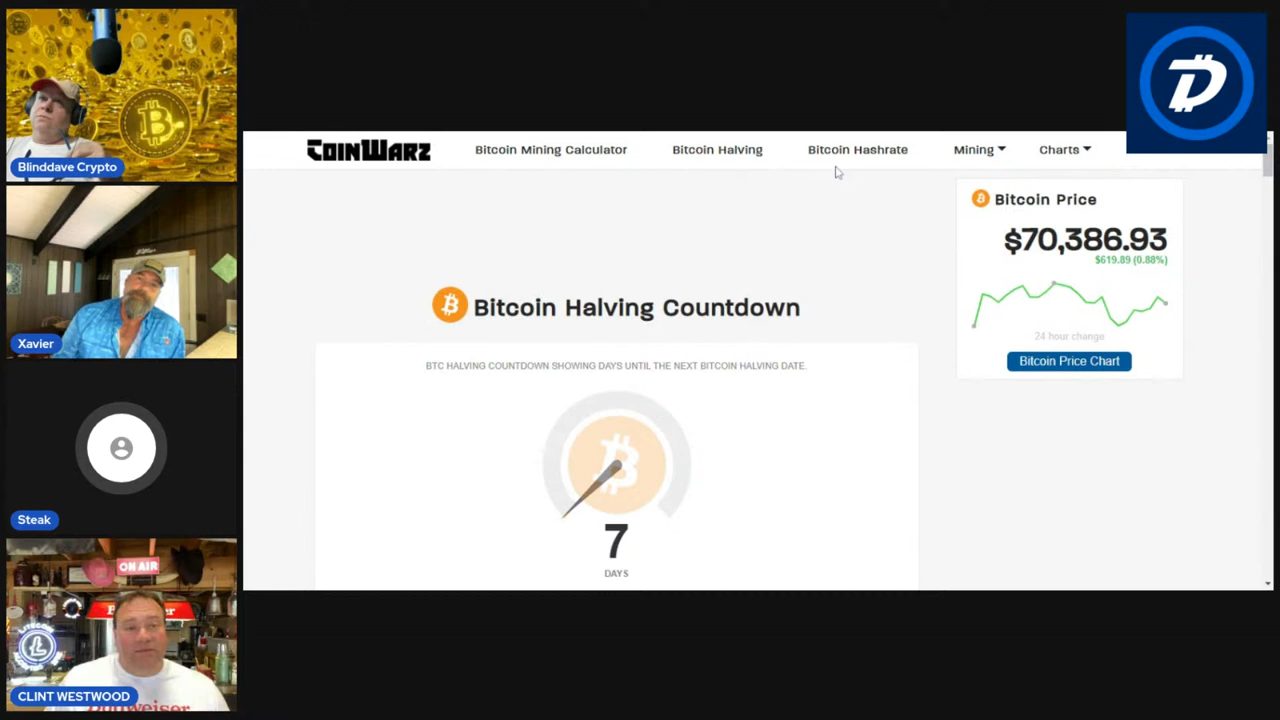 Blinddave Crypto
Xavier
Steak
ON AIR
LITECOIN
CLINT WESTWOOD
Budweiser
COINWARZ
Bitcoin Mining Calculator
Bitcoin Halving
Bitcoin Hashrate
Mining
Charts
Bitcoin Price
$70,386.93
$619.89 (0.88%)
24 hour change
Bitcoin Price Chart
Bitcoin Halving Countdown
BTC HALVING COUNTDOWN SHOWING DAYS UNTIL THE NEXT BITCOIN HALVING DATE.
7
DAYS